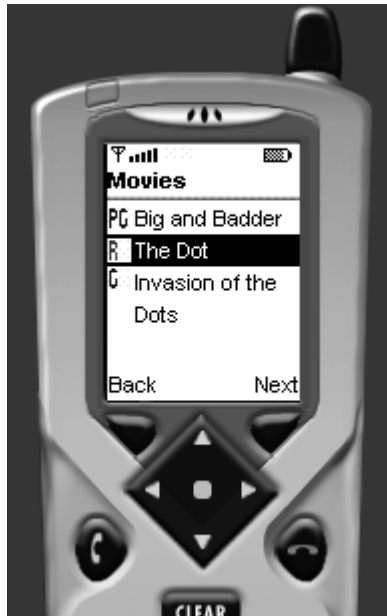 Movies
PG Big and Badder
R The Dot
G Invasion of the
Dots
Back Next
CLEAR